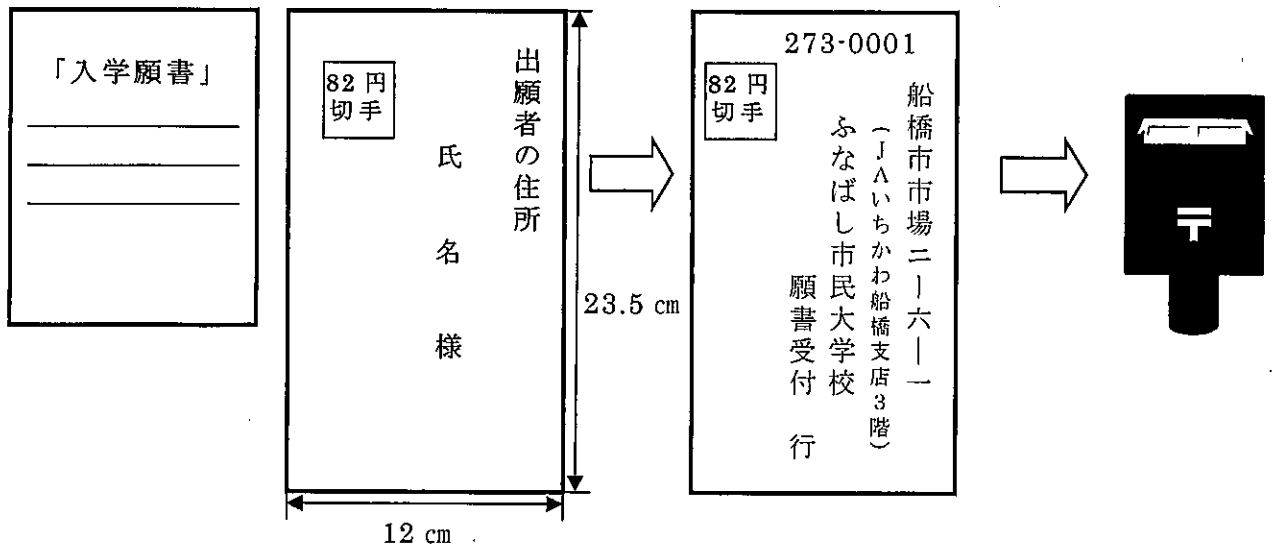 「入学願書」
82円
切手
出願者の住所
氏名様
23.5 cm
12 cm
273-0001
82円
切手
船橋市市場二ー六―一
(JAいちかわ船橋支店3階)
ふなばし市民大学校
願書受付 行
〒